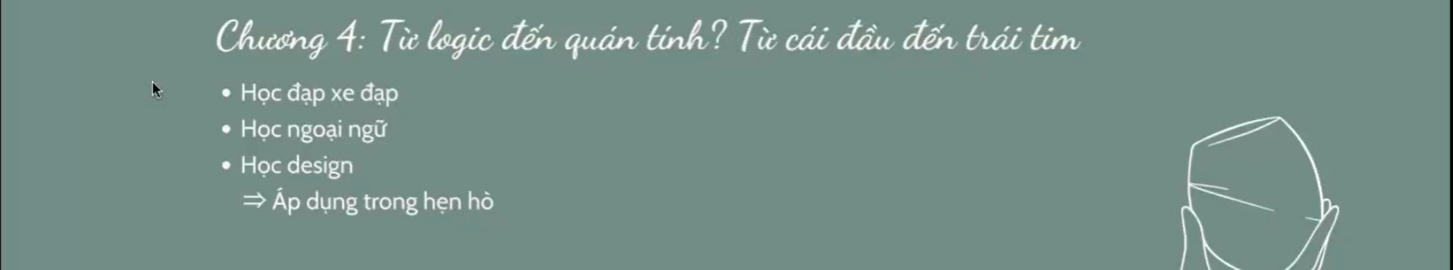 Chương 4: Từ logic đến quán tính? Từ cái đầu đến trái tim
• Học đạp xe đạp
• Học ngoại ngữ
• Học design
⇒ Áp dụng trong hẹn hò